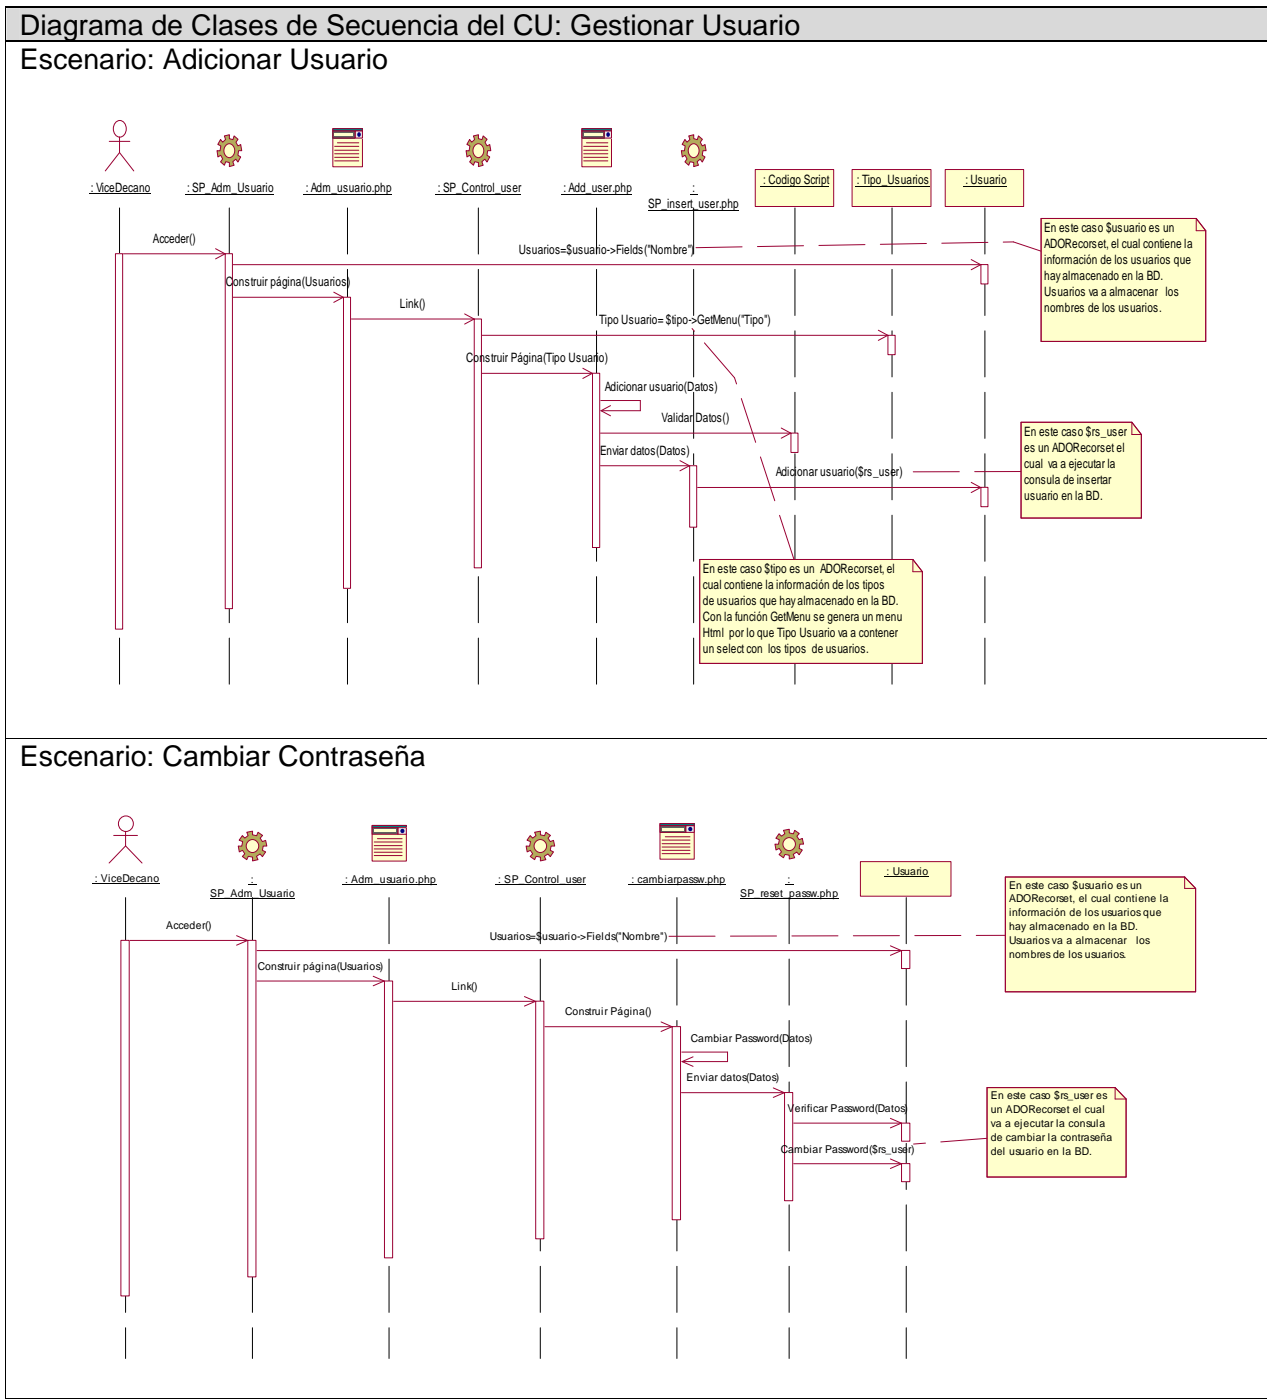 Diagrama de Clases de Secuencia del CU: Gestionar Usuario
Escenario: Adicionar Usuario
: ViceDecano
: SP_Adm_Usuario
: Adm_usuario.php
: SP_Control_user
: Add_user.php
:
SP_insert_user.php
: Codigo Script
: Tipo_Usuarios
: Usuario
Acceder()
Usuarios=$usuario->Fields("Nombre")
En este caso $usuario es un
ADORecorset, el cual contiene la
información de los usuarios que
hay almacenado en la BD.
Usuarios va a almacenar los
nombres de los usuarios.
Construir página(Usuarios)
Link()
Tipo Usuario= $tipo->GetMenu("Tipo")
Construir Página(Tipo Usuario)
Adicionar usuario(Datos)
Validar Datos()
Enviar datos(Datos)
Adicionar usuario($rs_user)
En este caso $rs_user
es un ADORecorset el
cual va a ejecutar la
consula de insertar
usuario en la BD.
En este caso $tipo es un ADORecorset, el
cual contiene la información de los tipos
de usuarios que hay almacenado en la BD.
Con la función GetMenu se genera un menu
Html por lo que Tipo Usuario va a contener
un select con los tipos de usuarios.
Escenario: Cambiar Contraseña
: ViceDecano
:
SP_Adm_Usuario
: Adm_usuario.php
: SP_Control_user
: cambiarpassw.php
:
SP_reset_passw.php
: Usuario
En este caso $usuario es un
ADORecorset, el cual contiene la
información de los usuarios que
hay almacenado en la BD.
Usuarios va a almacenar los
nombres de los usuarios.
Acceder()
Usuarios=$usuario->Fields("Nombre")
Construir página(Usuarios)
Link()
Construir Página()
Cambiar Password(Datos)
Enviar datos(Datos)
Verificar Password(Datos)
Cambiar Password($rs_user)
En este caso $rs_user es
un ADORecorset el cual
va a ejecutar la consula
de cambiar la contraseña
del usuario en la BD.